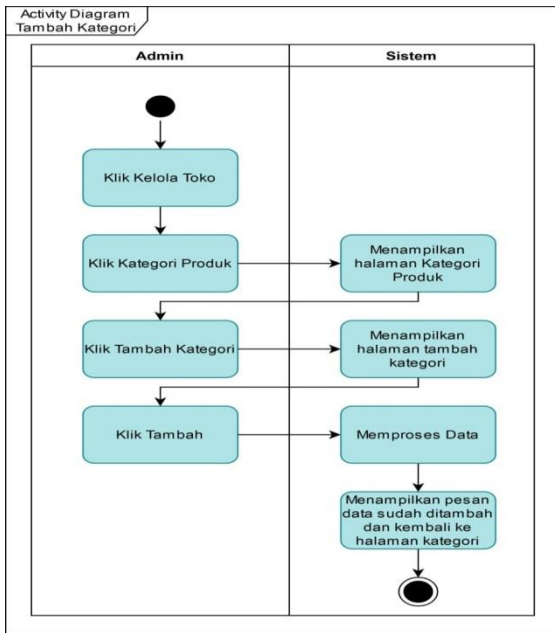 Activity Diagram
Tambah Kategori
Admin
Sistem
Klik Kelola Toko
Klik Kategori Produk
Menampilkan
halaman Kategori
Produk
Klik Tambah Kategori
Menampilkan
halaman tambah
kategori
Klik Tambah
Memproses Data
Menampilkan pesan
data sudah ditambah
dan kembali ke
halaman kategori